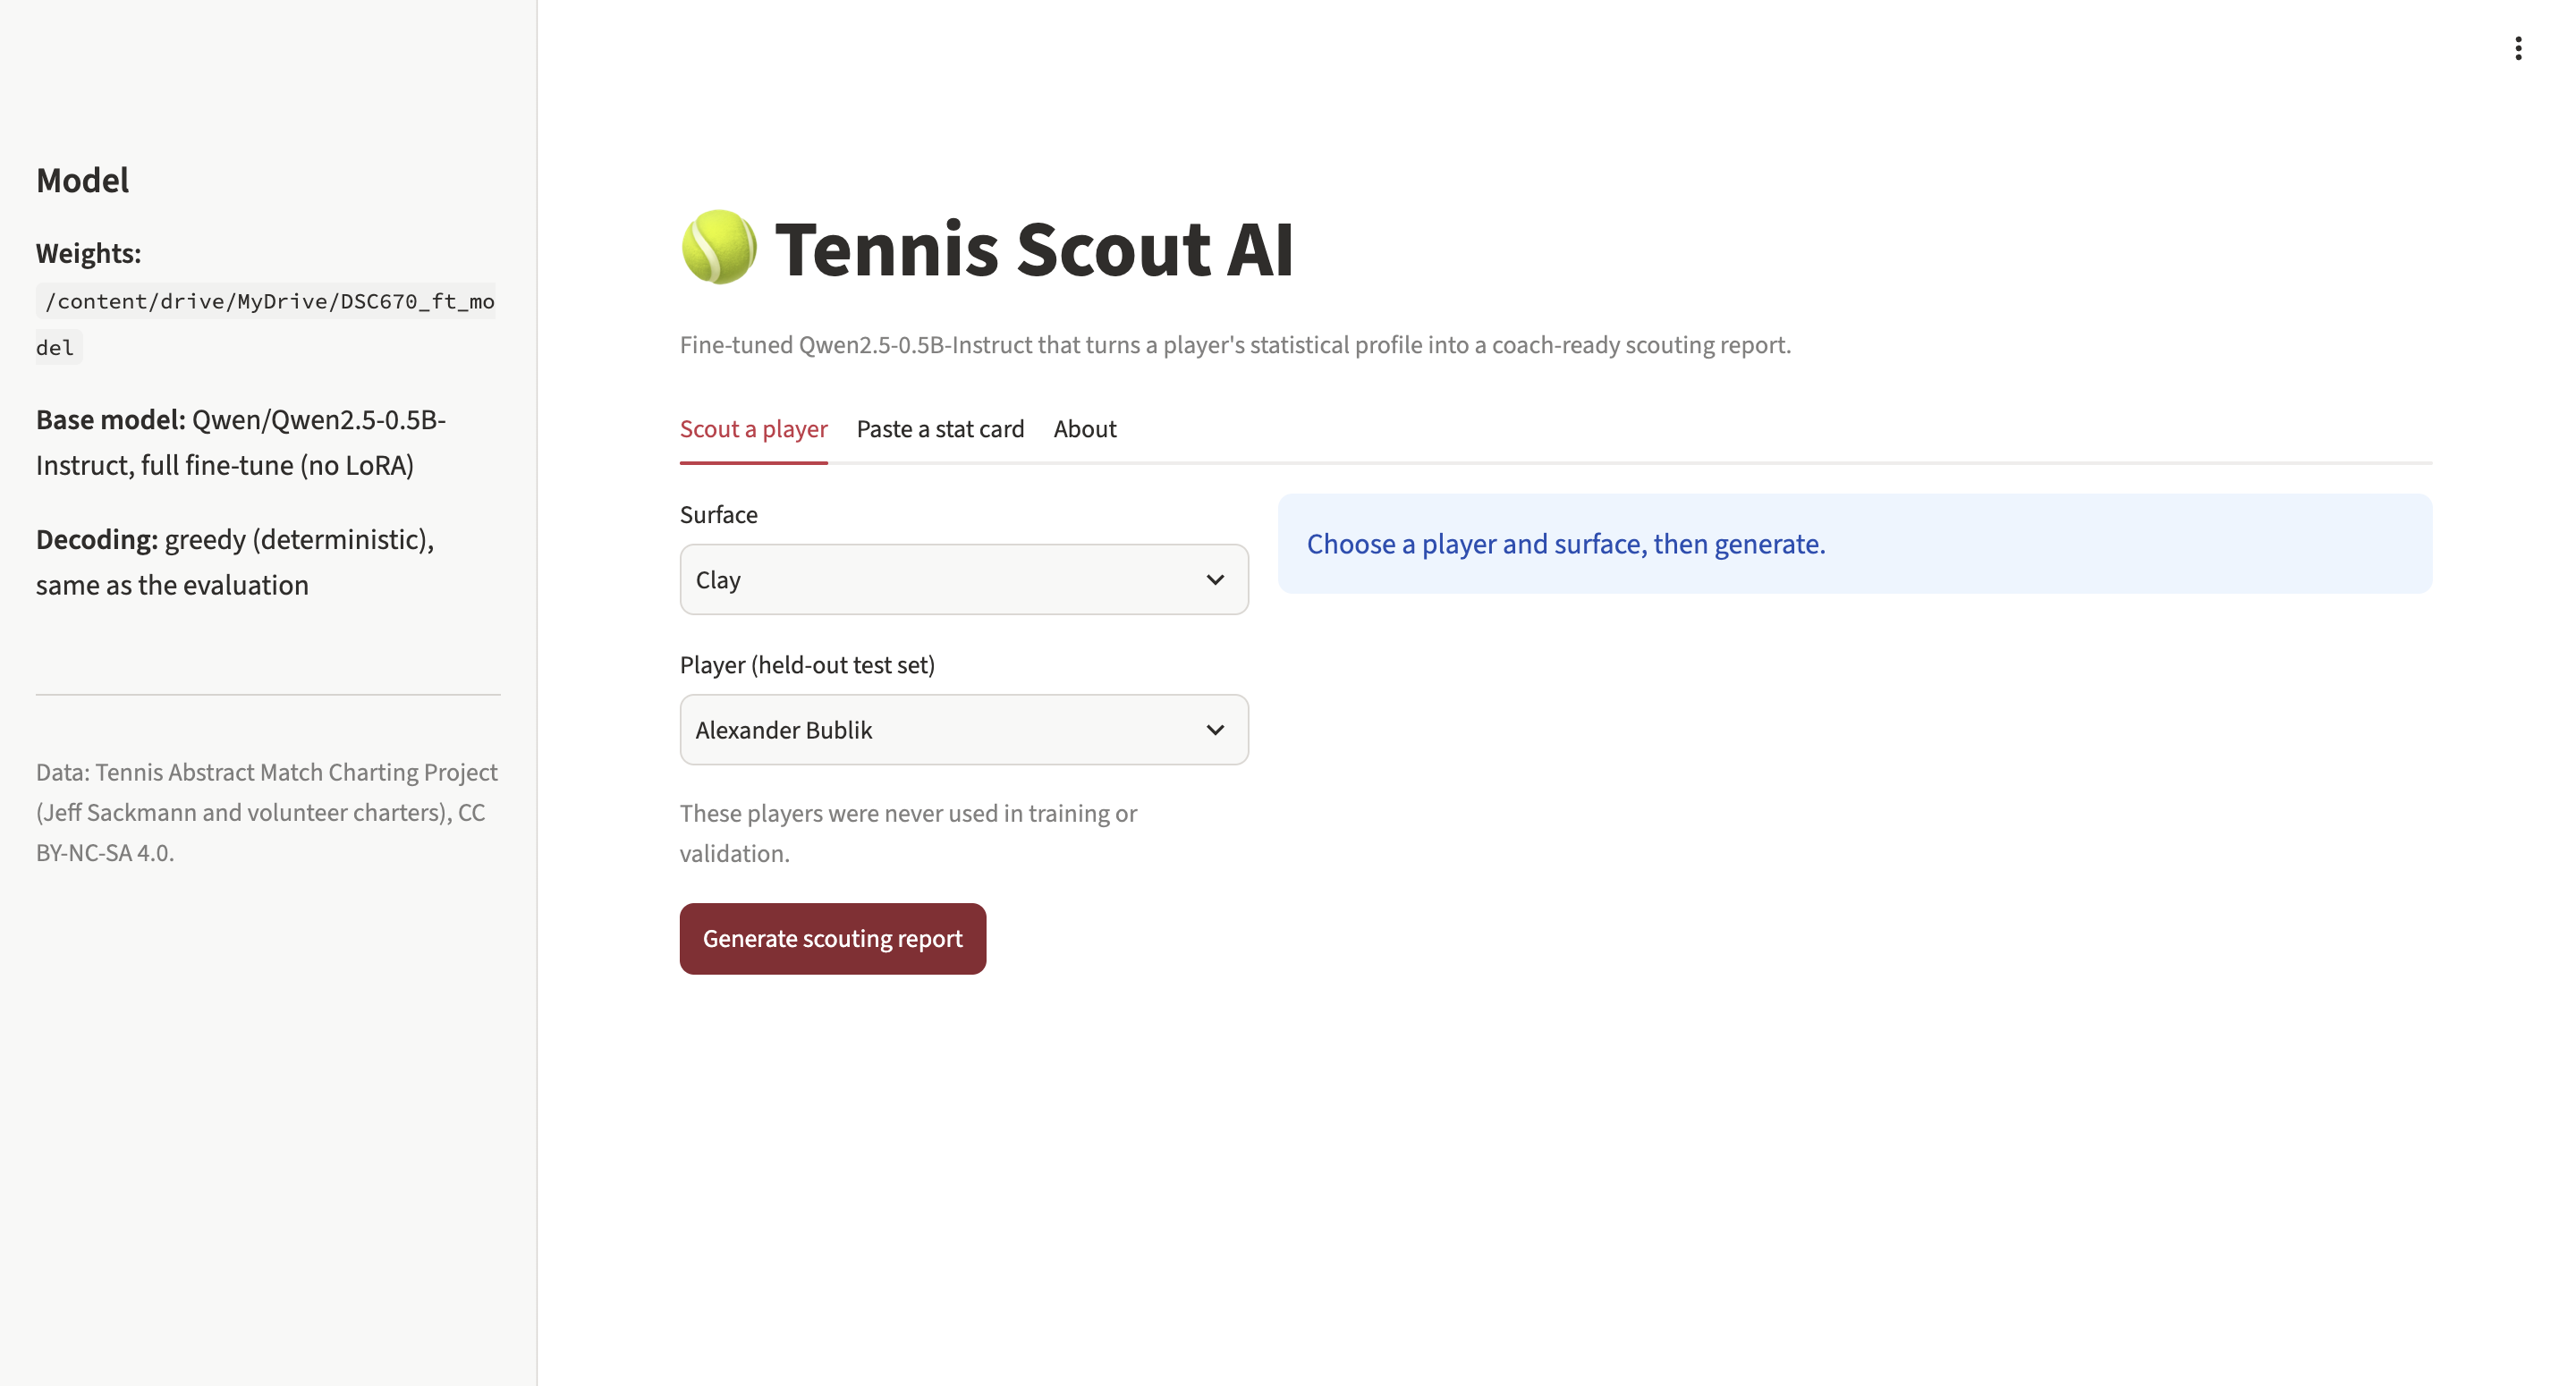 Model
Weights:
/content/drive/MyDrive/DSC670_ft_mo
del
Base model: Qwen/Qwen2.5-0.5B-
Instruct, full fine-tune (no LoRA)
Decoding: greedy (deterministic),
same as the evaluation
Data: Tennis Abstract Match Charting Project
(Jeff Sackmann and volunteer charters), CC
BY-NC-SA 4.0.
Tennis Scout AI
Fine-tuned Qwen2.5-0.5B-Instruct that turns a player's statistical profile into a coach-ready scouting report.
Scout a player Paste a stat card About
Surface
Clay
Player (held-out test set)
Alexander Bublik
These players were never used in training or
validation.
Generate scouting report
Choose a player and surface, then generate.